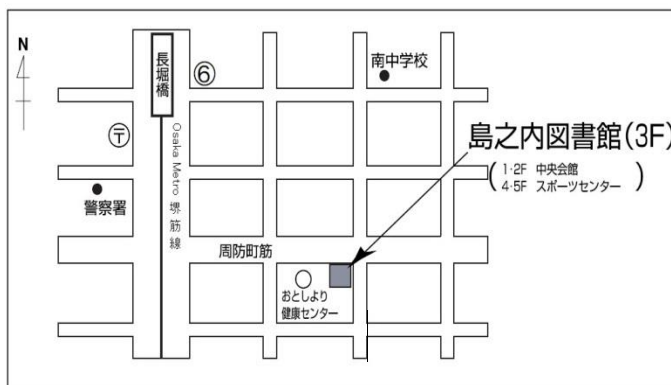 N
長堀橋
⑥
南中学校
〒
Osaka Metro 堺筋線
島之内図書館(3F)
(1・2F 中央会館
4・5F スポーツセンター)
警察署
周防町筋
おとしより
健康センター